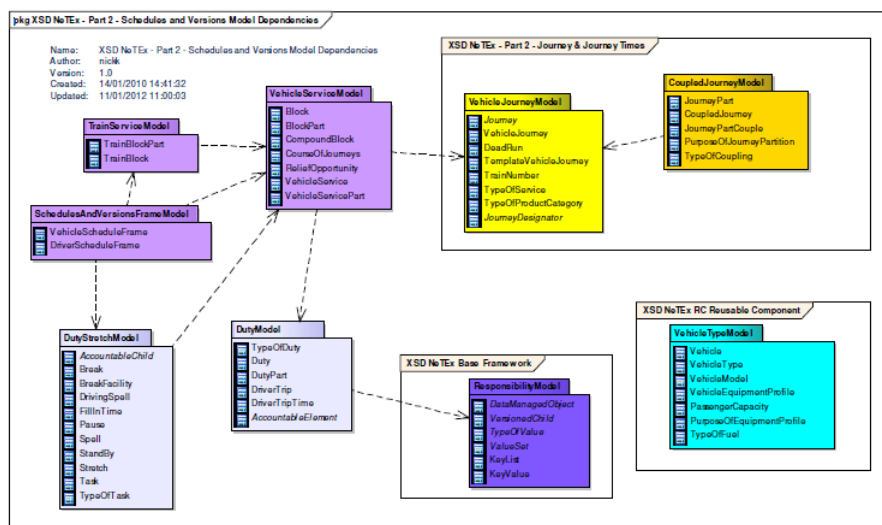 pkg XSD NeTEx - Part 2 - Schedules and Versions Model Dependencies
Name: XSD NeTEx - Part 2 - Schedules and Versions Model Dependencies
Author: nickk
Version: 1.0
Created: 14/01/2010 14:41:32
Updated: 11/01/2012 11:00:03
XSD NeTEx - Part 2 - Journey & Journey Times
VehicleServiceModel
Block
BlockPart
CompoundBlock
CourseOfJourneys
ReliefOpportunity
VehicleService
VehicleServicePart
VehicleJourneyModel
Journey
VehicleJourney
DeadRun
TemplateVehicleJourney
TrainNumber
TypeOfService
TypeOfProductCategory
JourneyDesignator
CoupledJourneyModel
JourneyPart
CoupledJourney
JourneyPartCouple
PurposeOfJourneyPartition
TypeOfCoupling
TrainServiceModel
TrainBlockPart
TrainBlock
SchedulesAndVersionsFrameModel
VehicleScheduleFrame
DriverScheduleFrame
DutyStretchModel
AccountableChild
Break
BreakFacility
DrivingSpell
FillInTime
Pause
Spell
StandBy
Stretch
Task
TypeOfTask
DutyModel
TypeOfDuty
Duty
DutyPart
DriverTrip
DriverTripTime
AccountableElement
XSD NeTEx Base Framework
ResponsibilityModel
DataManagedObject
VersionedChild
TypeOfValue
ValueSet
KeyList
KeyValue
XSD NeTEx RC Reusable Component
VehicleTypeModel
Vehicle
VehicleType
VehicleModel
VehicleEquipmentProfile
PassengerCapacity
PurposeOfEquipmentProfile
TypeOfFuel